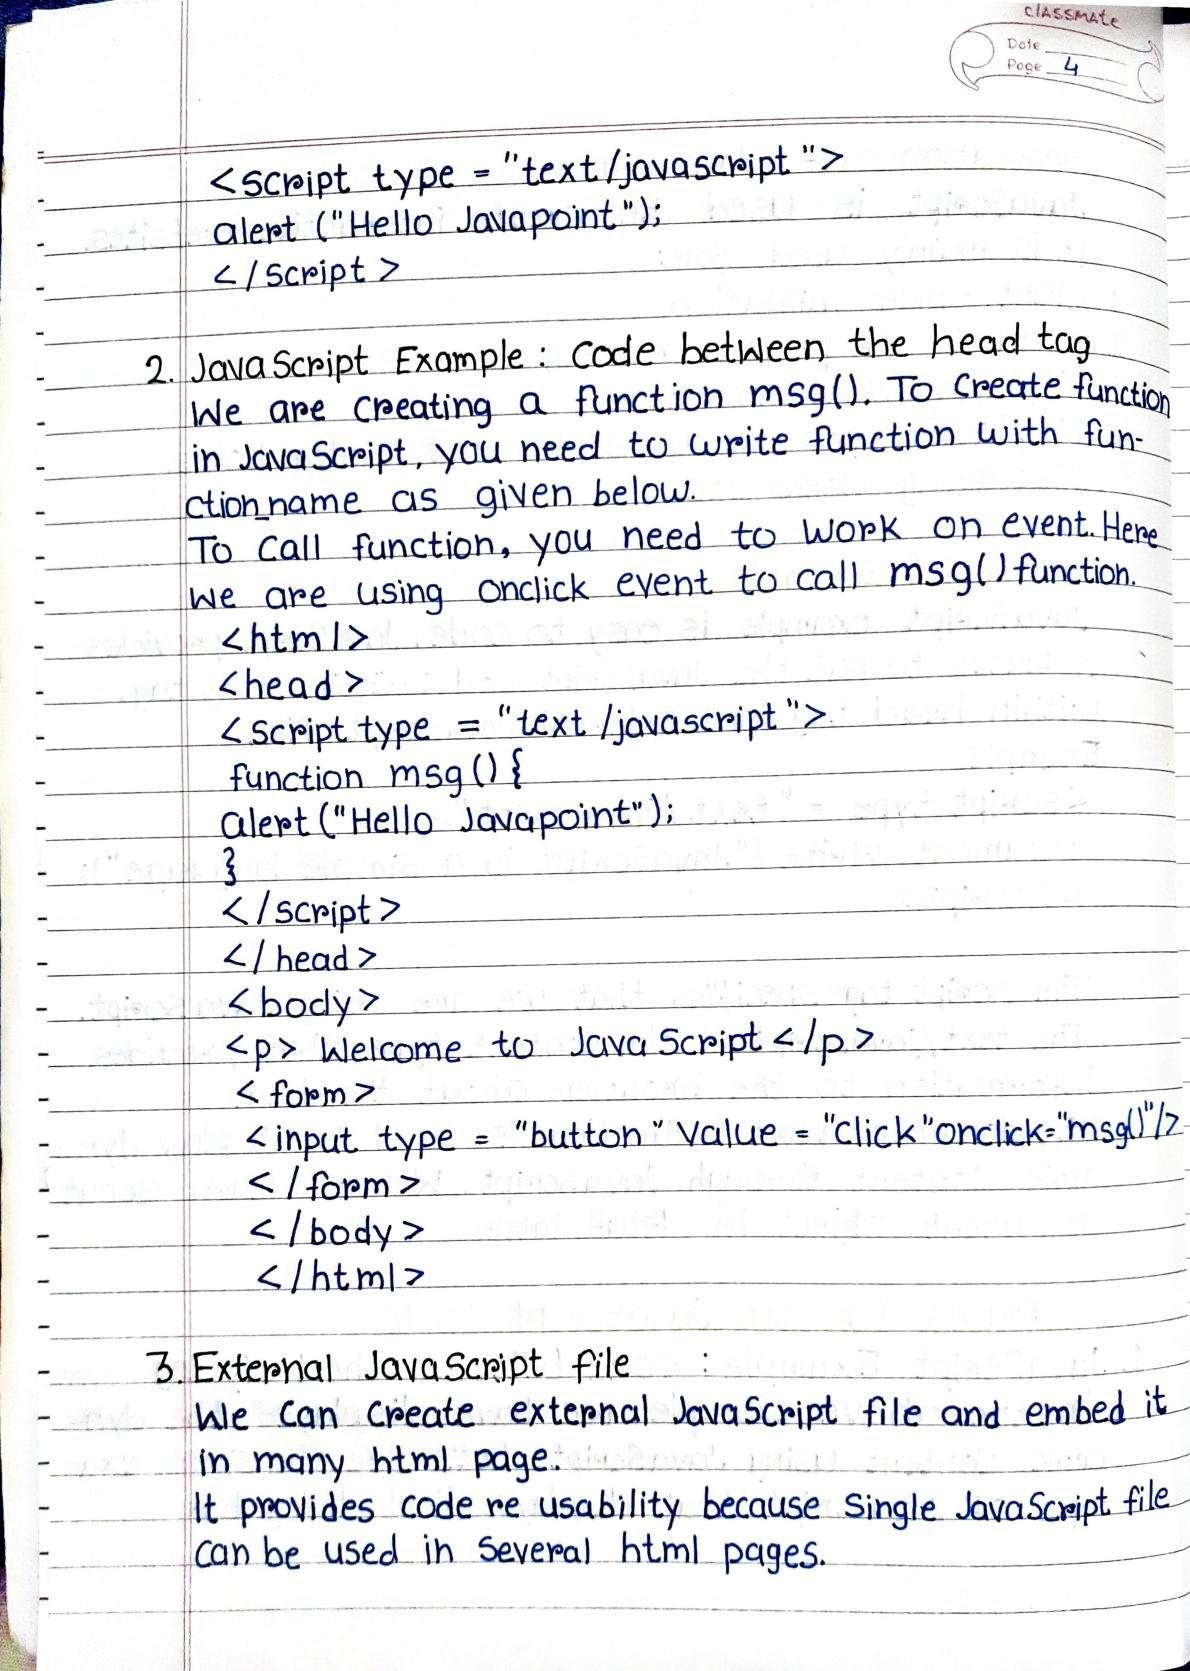 classmate
Date
Page 4
<script type = "text/javascript">
alert ("Hello Javapoint");
</script>
2. JavaScript Example : code between the head tag
We are creating a function msg(). To create function
in JavaScript, you need to write function with fun-
ction_name as given below.
To call function, you need to work on event. Here
we are using onclick event to call msg() function.
<html>
<head>
<script type = "text/javascript">
function msg() {
alert("Hello Javapoint");
}
</script>
</head>
<body>
<p> Welcome to JavaScript </p>
<form>
<input type = "button" value = "click" onclick="msg()"/>
</form>
</body>
</html>
3. External JavaScript file :
We can create external JavaScript file and embed it
in many html page.
It provides code re usability because single JavaScript file
can be used in several html pages.